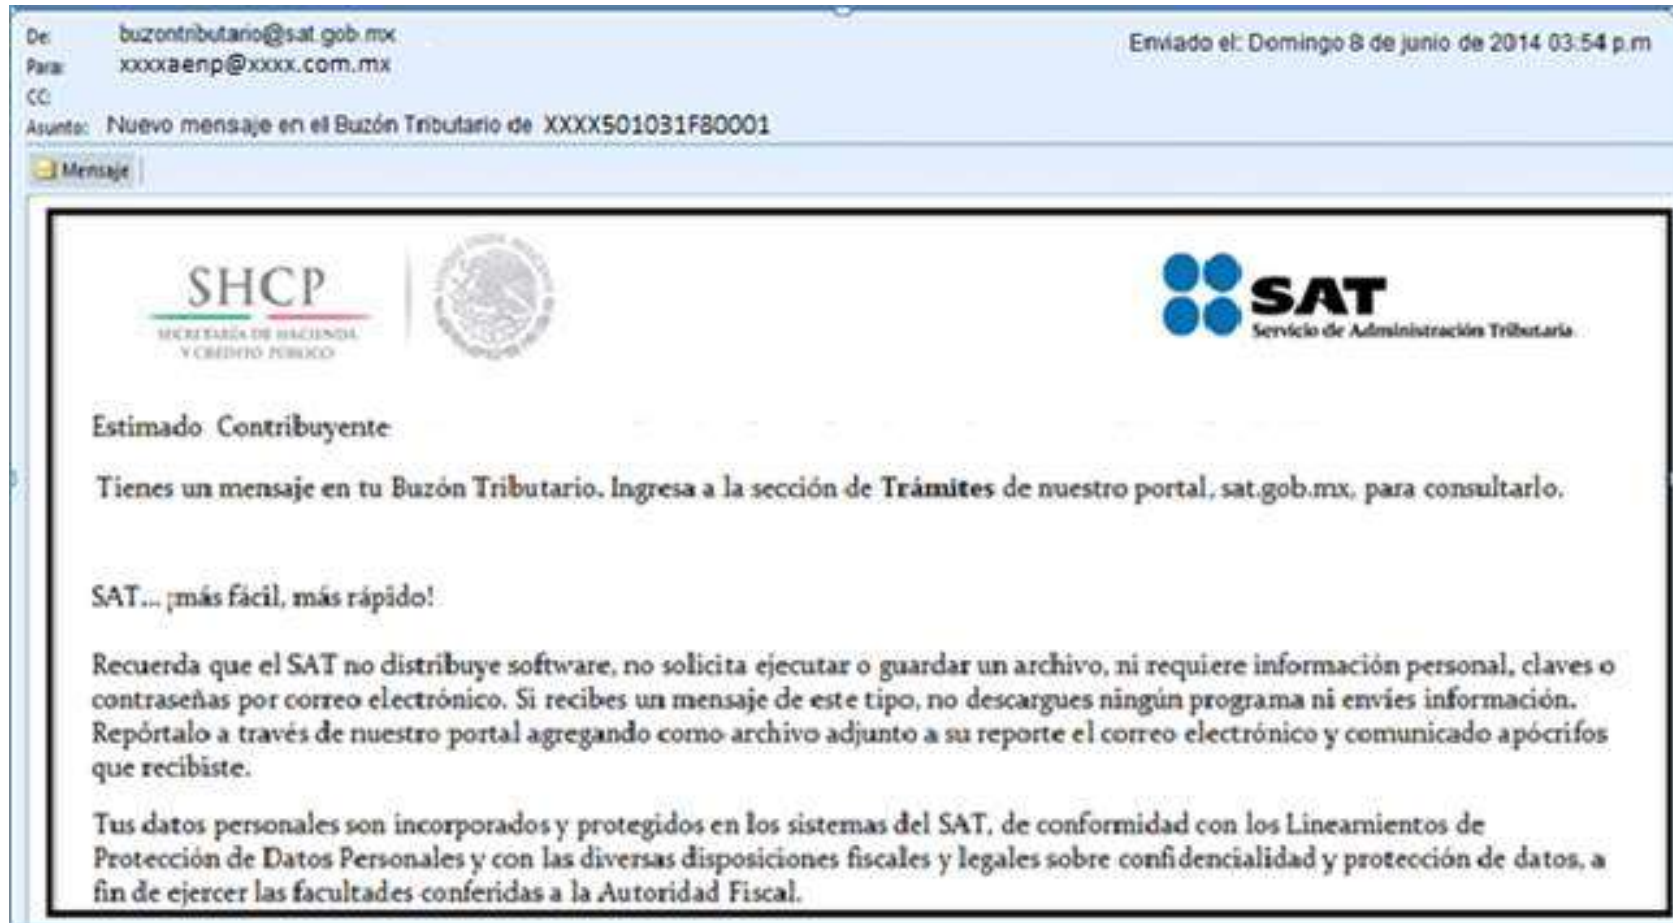 De: buzontributario@sat.gob.mx
Enviado el: Domingo 8 de junio de 2014 03:54 p.m
Para: xxxxaenp@xxxx.com.mx
CC:
Asunto: Nuevo mensaje en el Buzón Tributario de XXXX501031F80001
Mensaje
SHCP
SECRETARÍA DE HACIENDA
Y CRÉDITO PÚBLICO
SAT
Servicio de Administración Tributaria
Estimado Contribuyente
Tienes un mensaje en tu Buzón Tributario. Ingresa a la sección de Trámites de nuestro portal, sat.gob.mx, para consultarlo.
SAT... ¡más fácil, más rápido!
Recuerda que el SAT no distribuye software, no solicita ejecutar o guardar un archivo, ni requiere información personal, claves o
contraseñas por correo electrónico. Si recibes un mensaje de este tipo, no descargues ningún programa ni envíes información.
Repórtalo a través de nuestro portal agregando como archivo adjunto a su reporte el correo electrónico y comunicado apócrifos
que recibiste.
Tus datos personales son incorporados y protegidos en los sistemas del SAT, de conformidad con los Lineamientos de
Protección de Datos Personales y con las diversas disposiciones fiscales y legales sobre confidencialidad y protección de datos, a
fin de ejercer las facultades conferidas a la Autoridad Fiscal.